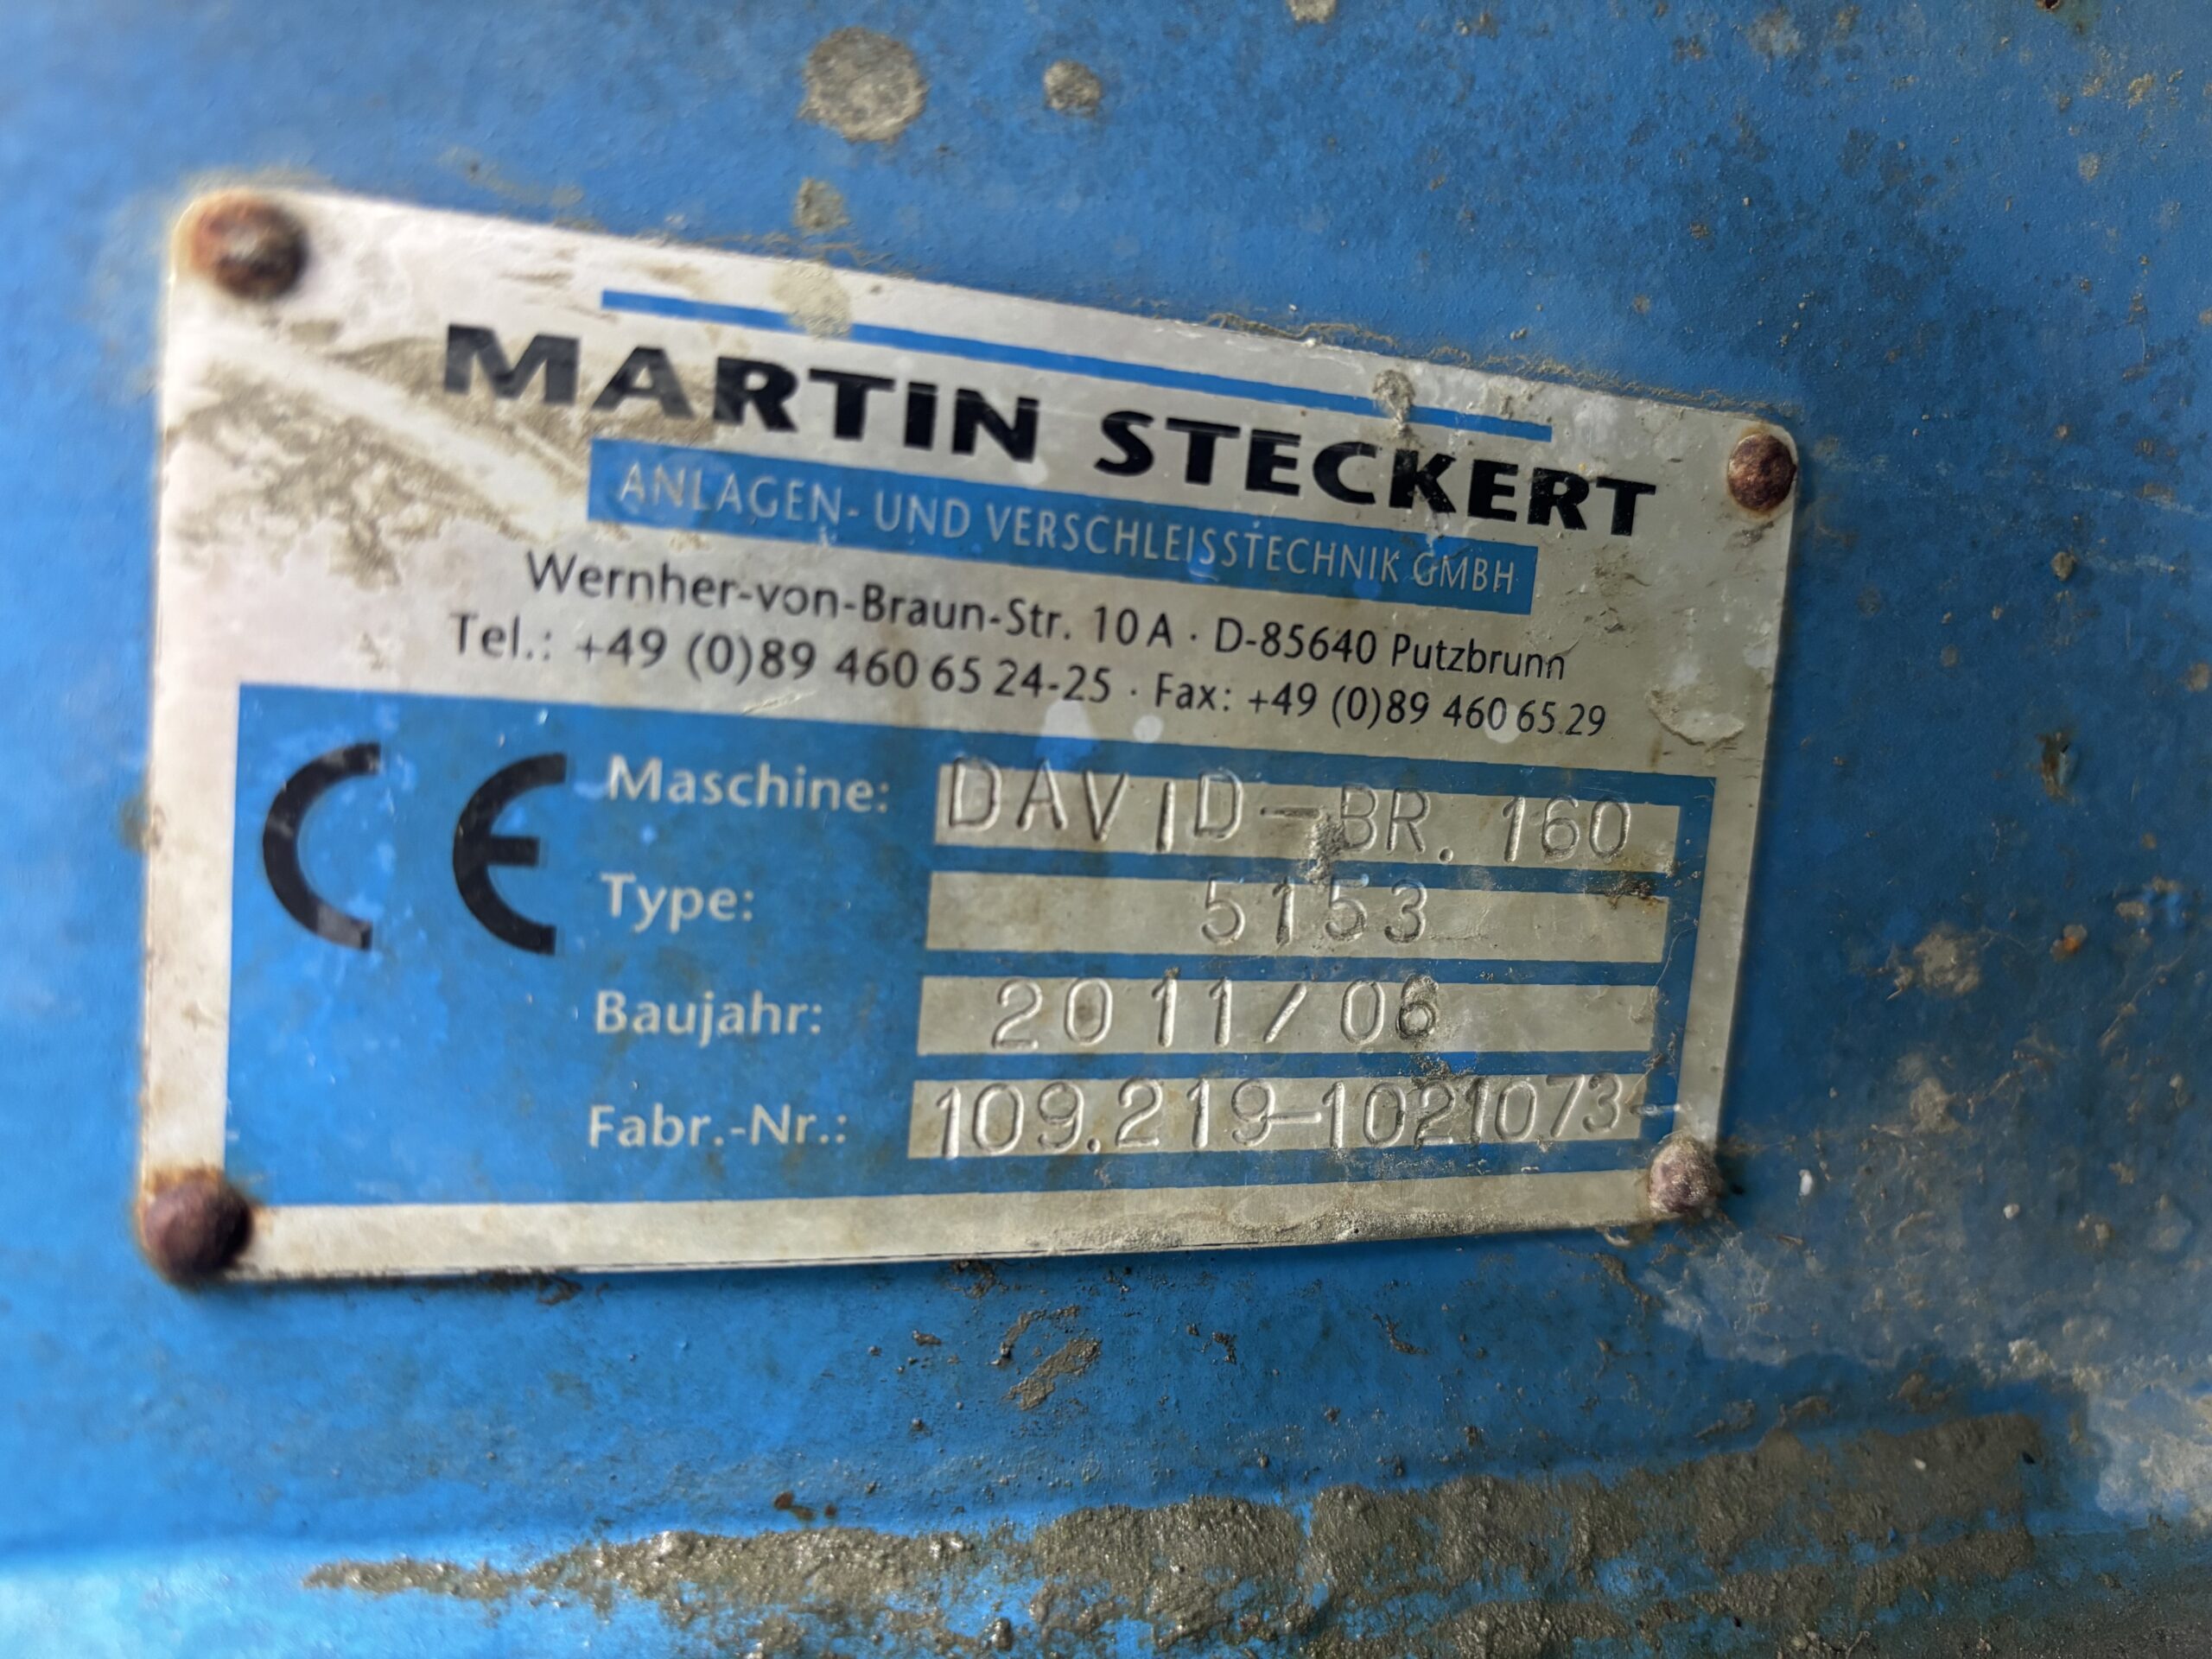 MARTIN STECKERT
ANLAGEN- UND VERSCHLEISSTECHNIK GMBH
Wernher-von-Braun-Str. 10 A · D-85640 Putzbrunn
Tel.: +49 (0)89 460 65 24-25 · Fax: +49 (0)89 460 65 29
CE
Maschine: DAVID-BR. 160
Type: 5153
Baujahr: 2011/06
Fabr.-Nr.: 109.219-1021073-